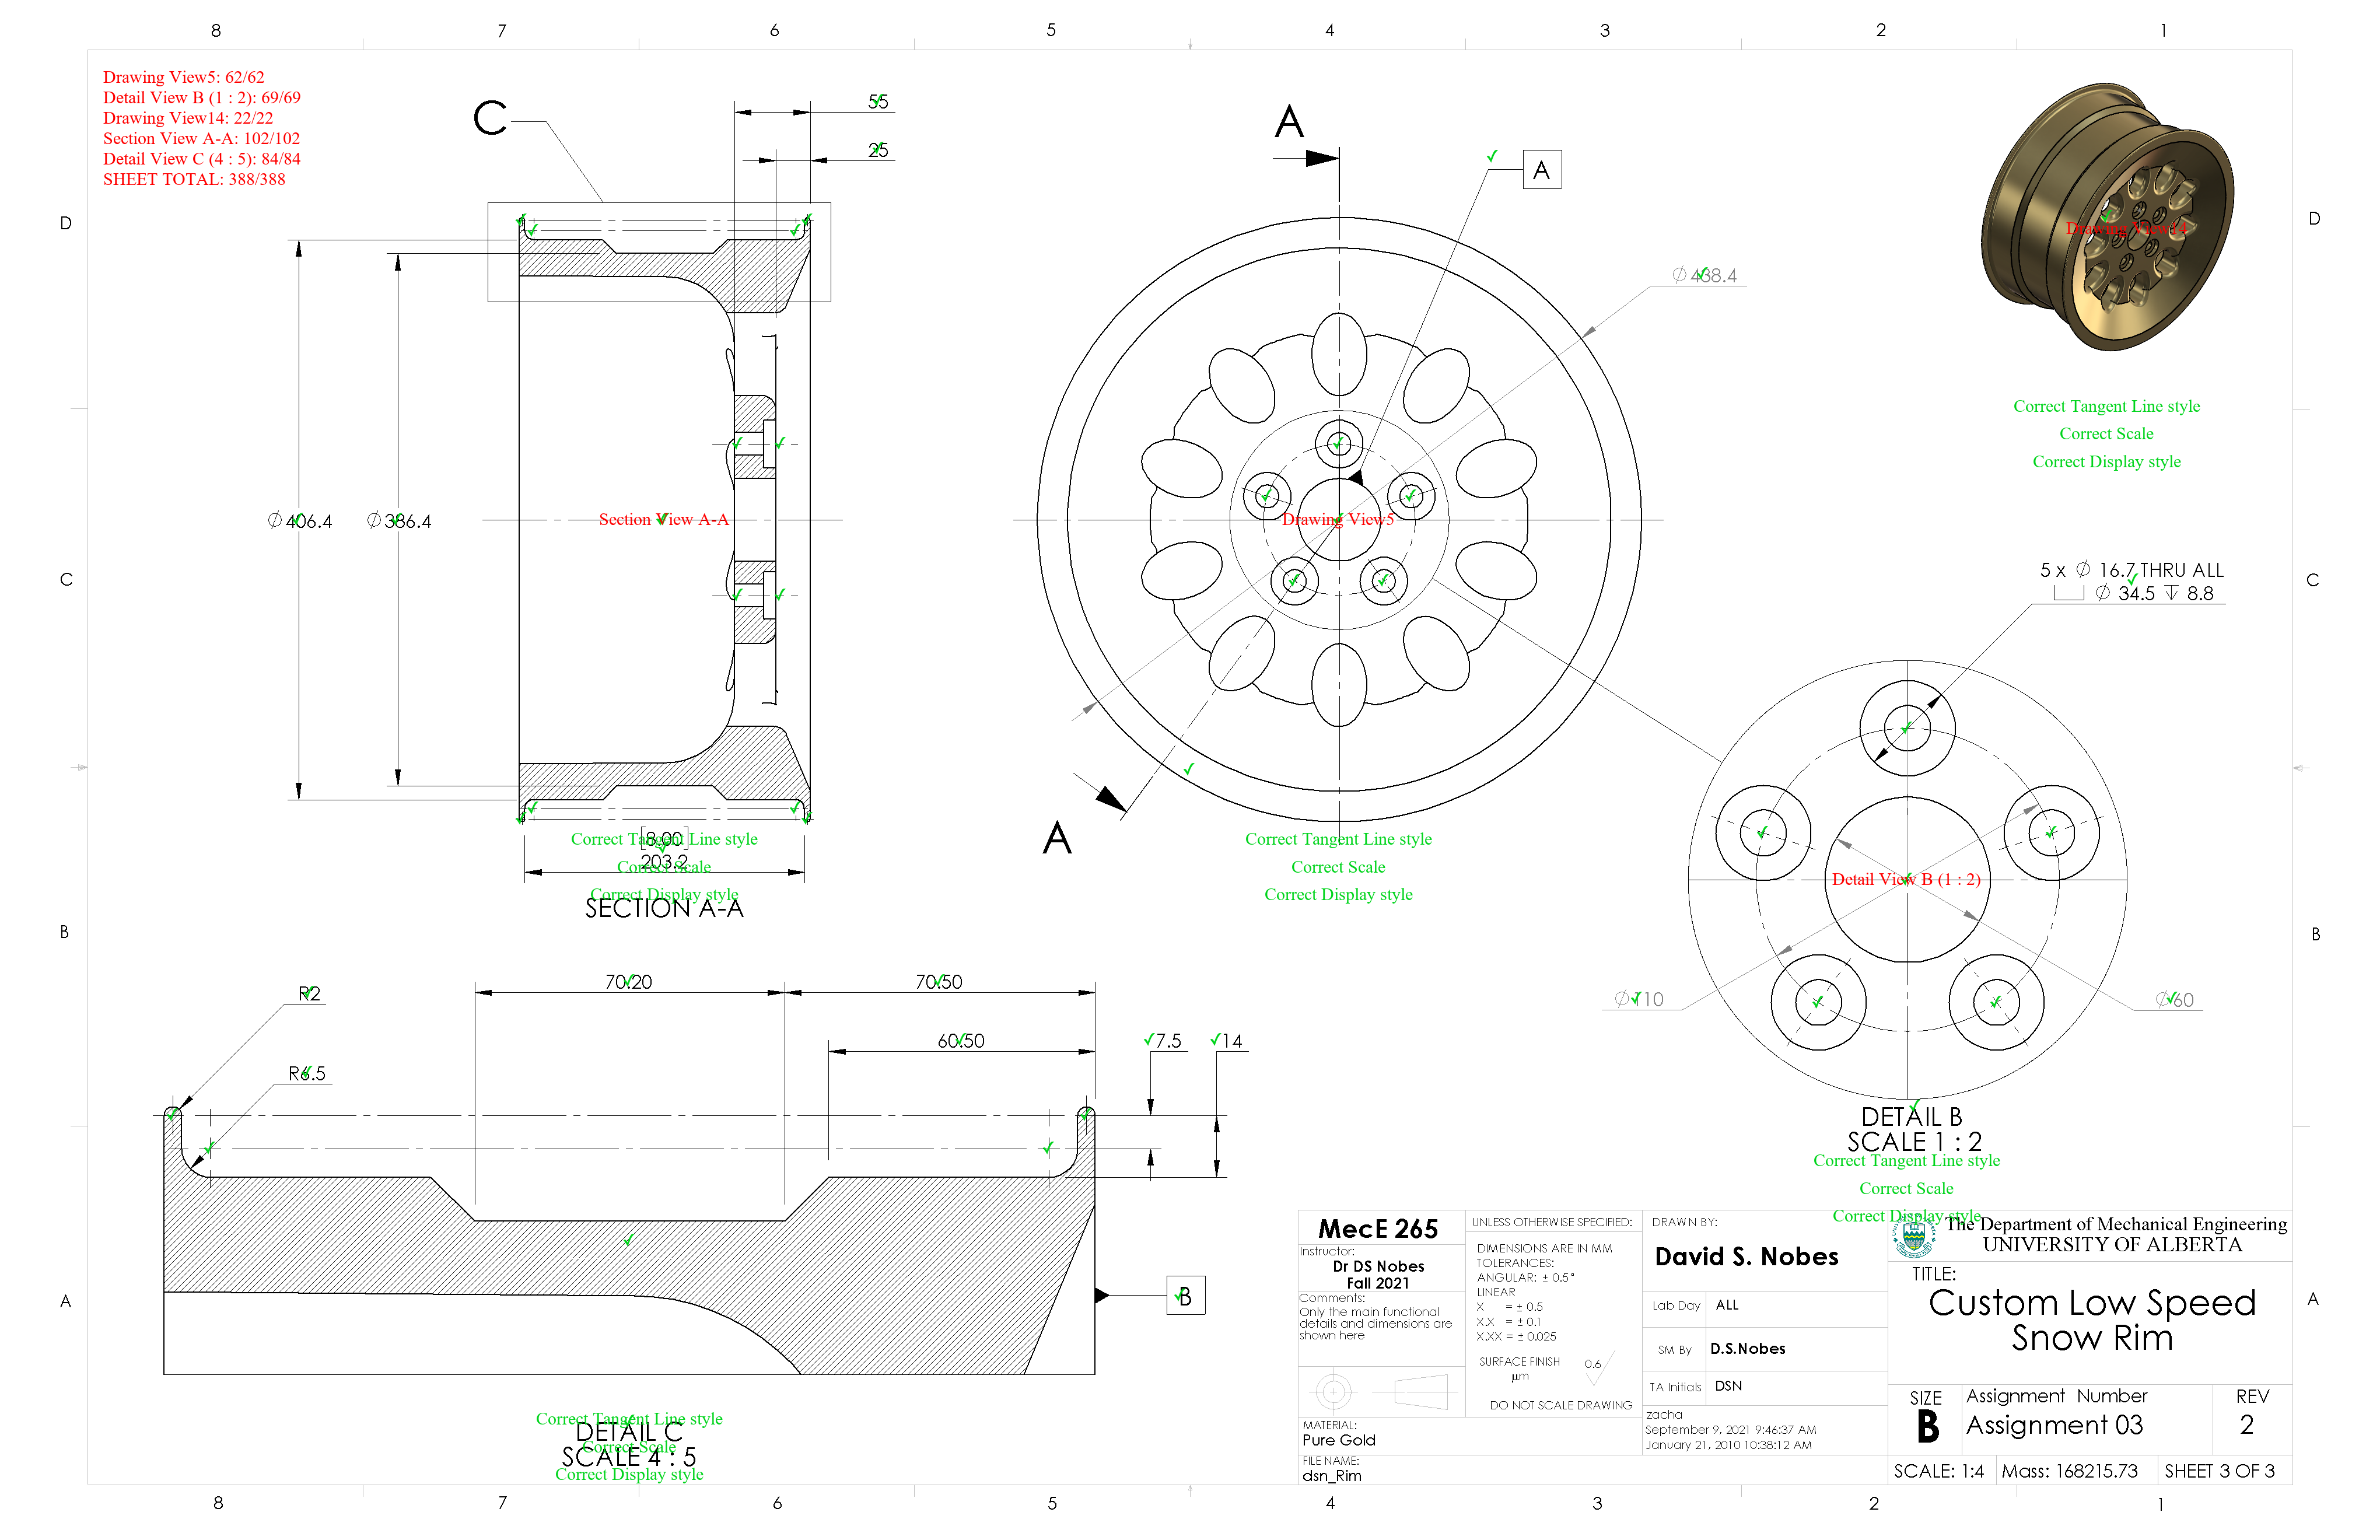 8 7 6 5 4 3 2 1
Drawing View5: 62/62
Detail View B (1 : 2): 69/69
Drawing View14: 22/22
Section View A-A: 102/102
Detail View C (4 : 5): 84/84
SHEET TOTAL: 388/388
C
55
25
A
A
D
D
Drawing View14
∅438.4
Correct Tangent Line style
Correct Scale
Correct Display style
∅406.4
∅386.4
Section View A-A
Drawing View5
C
C
5 x ∅ 16.7 THRU ALL
⌴ ∅ 34.5 ↧ 8.8
Correct Tangent Line style
[8.00]
203.2
Correct Scale
Correct Display style
SECTION A-A
A
Correct Tangent Line style
Correct Scale
Correct Display style
Detail View B (1 : 2)
B
B
∅110
∅60
R2
R6.5
70.20
70.50
60.50
7.5
14
DETAIL B
SCALE 1 : 2
Correct Tangent Line style
Correct Scale
Correct Display style
B
A
A
Correct Tangent Line style
DETAIL C
Correct Scale
SCALE 4 : 5
Correct Display style
MecE 265
Instructor:
Dr DS Nobes
Fall 2021
Comments:
Only the main functional
details and dimensions are
shown here
MATERIAL:
Pure Gold
FILE NAME:
dsn_Rim
UNLESS OTHERWISE SPECIFIED:
DIMENSIONS ARE IN MM
TOLERANCES:
ANGULAR: ± 0.5°
LINEAR
X = ± 0.5
X.X = ± 0.1
X.XX = ± 0.025
SURFACE FINISH 0.6
μm
DO NOT SCALE DRAWING
DRAWN BY:
David S. Nobes
Lab Day ALL
SM By D.S.Nobes
TA Initials DSN
zacha
September 9, 2021 9:46:37 AM
January 21, 2010 10:38:12 AM
The Department of Mechanical Engineering
UNIVERSITY OF ALBERTA
TITLE:
Custom Low Speed
Snow Rim
SIZE
B
Assignment Number
Assignment 03
REV
2
SCALE: 1:4 Mass: 168215.73 SHEET 3 OF 3
8 7 6 5 4 3 2 1